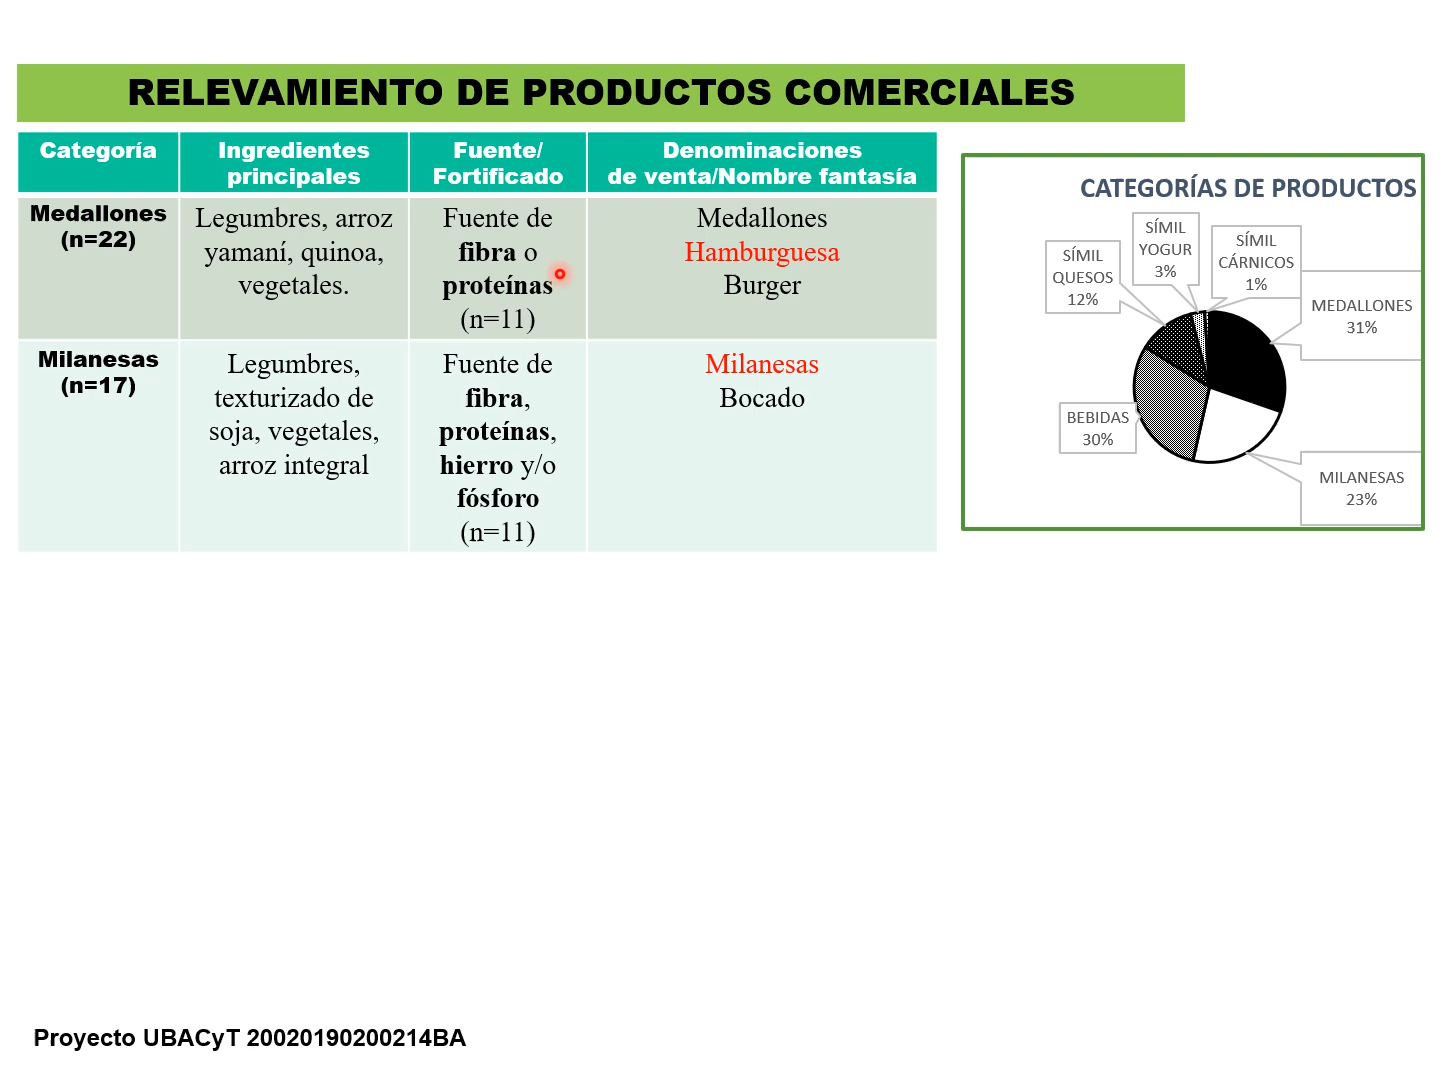 RELEVAMIENTO DE PRODUCTOS COMERCIALES
Categoría
Ingredientes
principales
Fuente/
Fortificado
Denominaciones
de venta/Nombre fantasía
Medallones
(n=22)
Legumbres, arroz
yamaní, quinoa,
vegetales.
Fuente de
fibra o
proteínas
(n=11)
Medallones
Hamburguesa
Burger
Milanesas
(n=17)
Legumbres,
texturizado de
soja, vegetales,
arroz integral
Fuente de
fibra,
proteínas,
hierro y/o
fósforo
(n=11)
Milanesas
Bocado
CATEGORÍAS DE PRODUCTOS
SÍMIL
QUESOS
12%
SÍMIL
YOGUR
3%
SÍMIL
CÁRNICOS
1%
MEDALLONES
31%
BEBIDAS
30%
MILANESAS
23%
Proyecto UBACyT 20020190200214BA